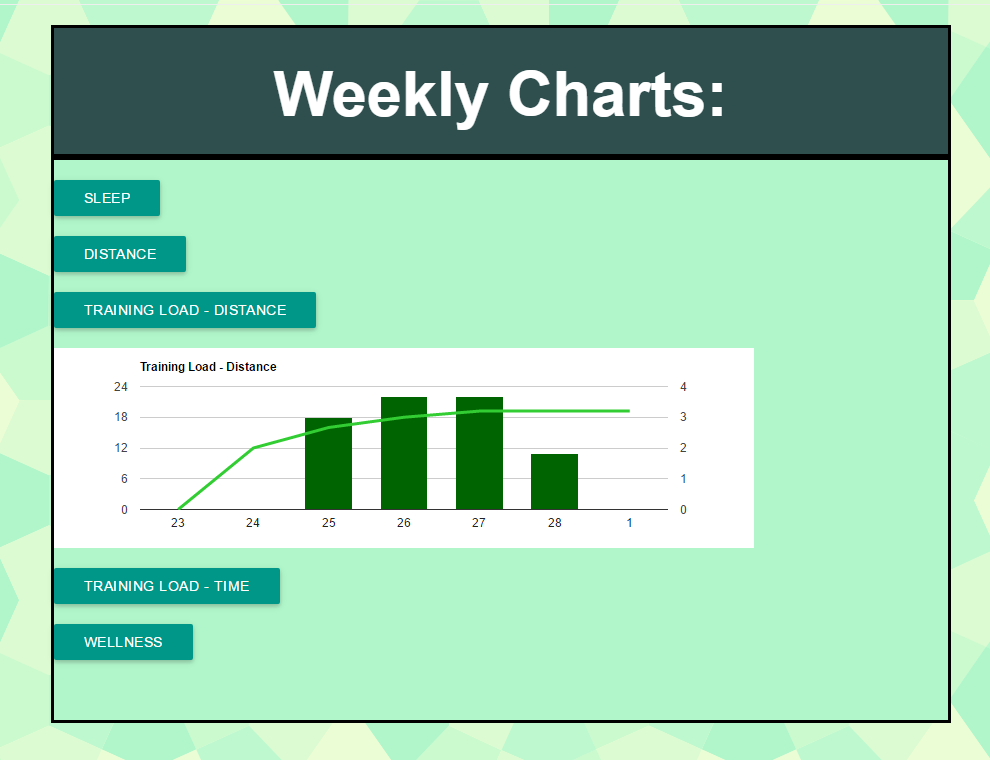 Weekly Charts:
SLEEP
DISTANCE
TRAINING LOAD - DISTANCE
Training Load - Distance
24 4
18 3
12 2
6 1
0 0
23 24 25 26 27 28 1
TRAINING LOAD - TIME
WELLNESS